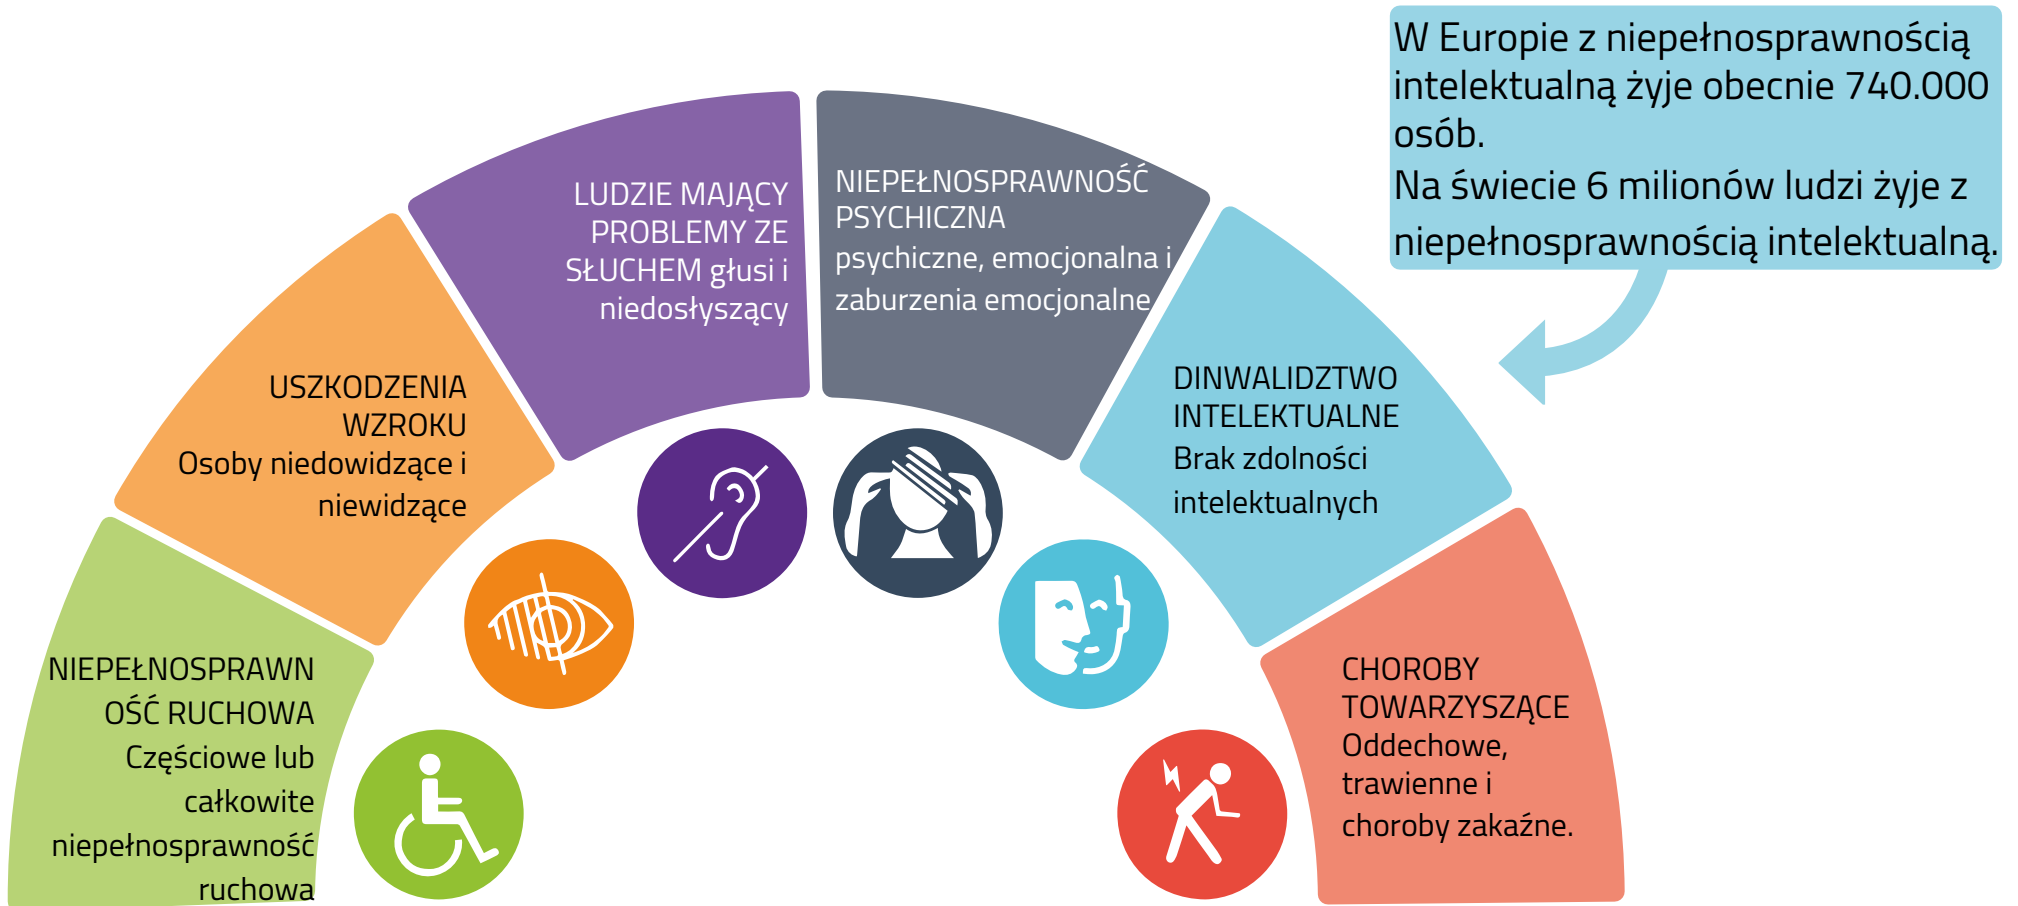 W Europie z niepełnosprawnością
intelektualną żyje obecnie 740.000
osób.
Na świecie 6 milionów ludzi żyje z
niepełnosprawnością intelektualną.
NIEPEŁNOSPRAWN
OŚĆ RUCHOWA
Częściowe lub
całkowite
niepełnosprawność
ruchowa
USZKODZENIA
WZROKU
Osoby niedowidzące i
niewidzące
LUDZIE MAJĄCY
PROBLEMY ZE
SŁUCHEM głusi i
niedosłyszący
NIEPEŁNOSPRAWNOŚĆ
PSYCHICZNA
psychiczne, emocjonalna i
zaburzenia emocjonalne
DINWALIDZTWO
INTELEKTUALNE
Brak zdolności
intelektualnych
CHOROBY
TOWARZYSZĄCE
Oddechowe,
trawienne i
choroby zakaźne.